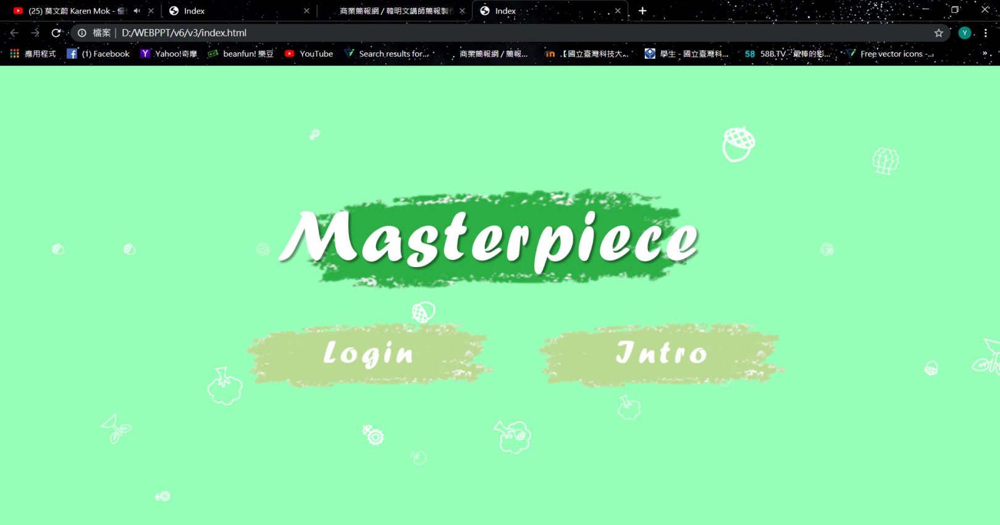 (25) 莫文蔚 Karen Mok - 慢
Index
商業簡報網 / 韓明文講師簡報製
Index
檔案 | D:/WEBPPT/v6/v3/index.html
Y
應用程式 (1) Facebook Yahoo!奇摩 beanfun! 樂豆 YouTube Search results for... 商業簡報網 / 簡報... 【國立臺灣科技大... 學生 - 國立臺灣科... 58B.TV - 最棒的影... Free vector icons -... »
Masterpiece
Login
Intro